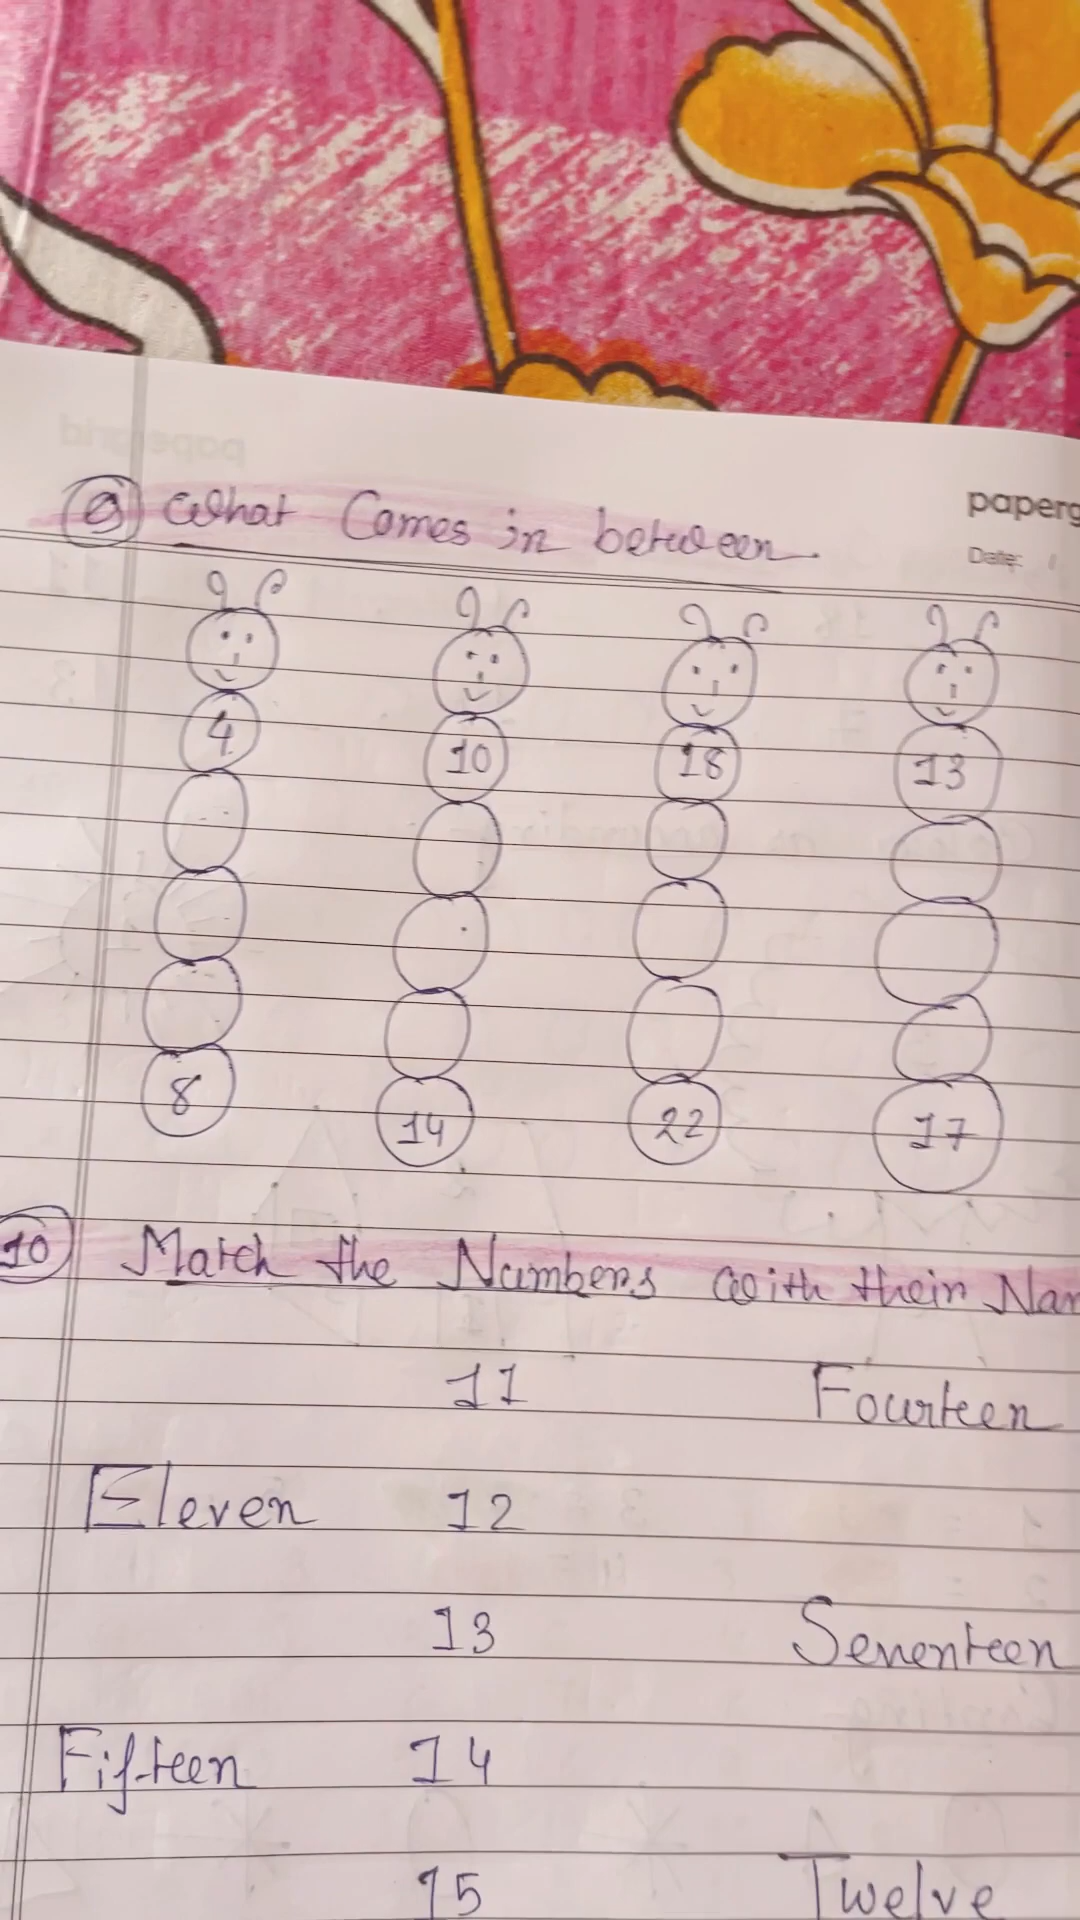 9 What Comes in between.
paperg
Date:
4 10 18 13
8 14 22 17
10 Match the Numbers with their Nam
11 Fourteen
Eleven 12
13 Seventeen
Fifteen 14
15 Twelve